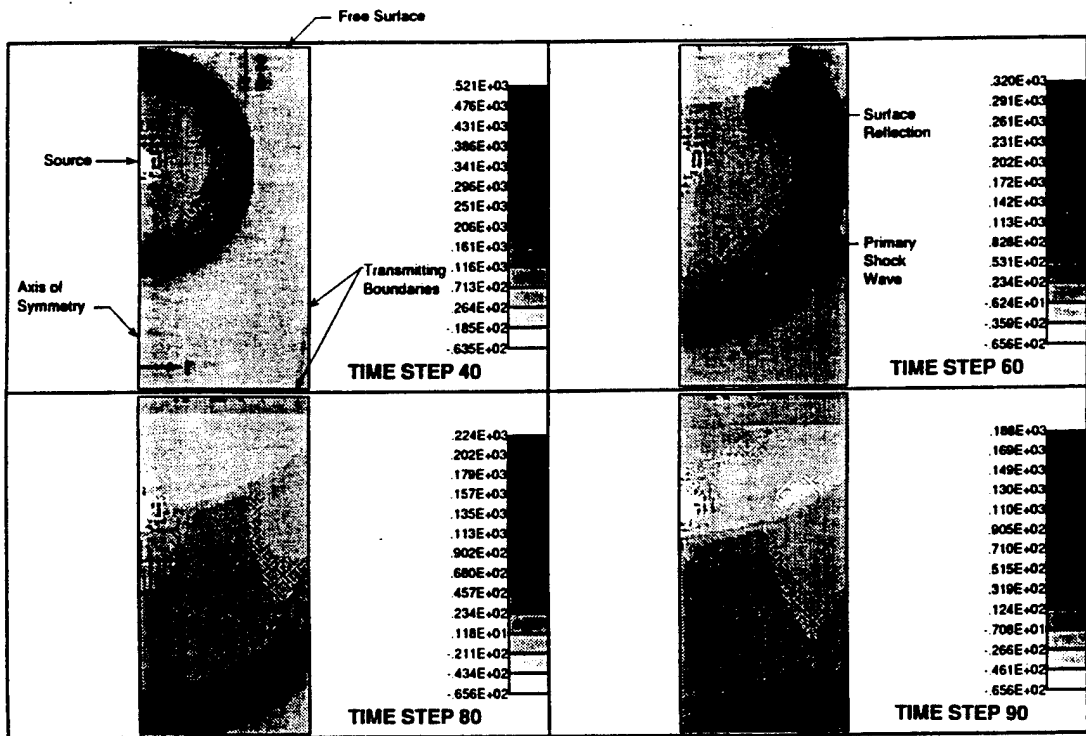 Free Surface
Source
Axis of
Symmetry
Transmitting
Boundaries
.521E+03
.476E+03
.431E+03
.386E+03
.341E+03
.296E+03
.251E+03
.206E+03
.161E+03
.116E+03
.713E+02
.264E+02
-.185E+02
-.635E+02
TIME STEP 40
Surface
Reflection
Primary
Shock
Wave
.320E+03
.291E+03
.261E+03
.231E+03
.202E+03
.172E+03
.142E+03
.113E+03
.828E+02
.531E+02
.234E+02
-.624E+01
-.359E+02
-.656E+02
TIME STEP 60
.224E+03
.202E+03
.179E+03
.157E+03
.135E+03
.113E+03
.902E+02
.680E+02
.457E+02
.234E+02
.118E+01
-.211E+02
-.434E+02
-.656E+02
TIME STEP 80
.188E+03
.169E+03
.149E+03
.130E+03
.110E+03
.905E+02
.710E+02
.515E+02
.319E+02
.124E+02
-.708E+01
-.266E+02
-.461E+02
-.656E+02
TIME STEP 90